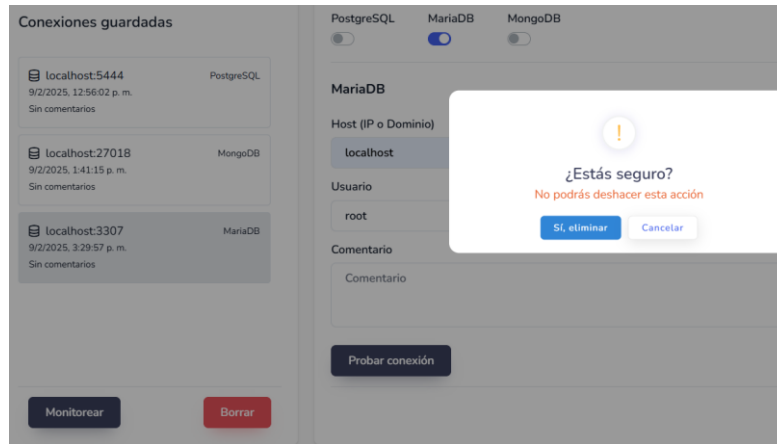 Conexiones guardadas
localhost:5444 PostgreSQL
9/2/2025, 12:56:02 p. m.
Sin comentarios
localhost:27018 MongoDB
9/2/2025, 1:41:15 p. m.
Sin comentarios
localhost:3307 MariaDB
9/2/2025, 3:29:57 p. m.
Sin comentarios
Monitorear Borrar
PostgreSQL MariaDB MongoDB
MariaDB
Host (IP o Dominio)
localhost
Usuario
root
Comentario
Comentario
Probar conexión
!
¿Estás seguro?
No podrás deshacer esta acción
Sí, eliminar Cancelar